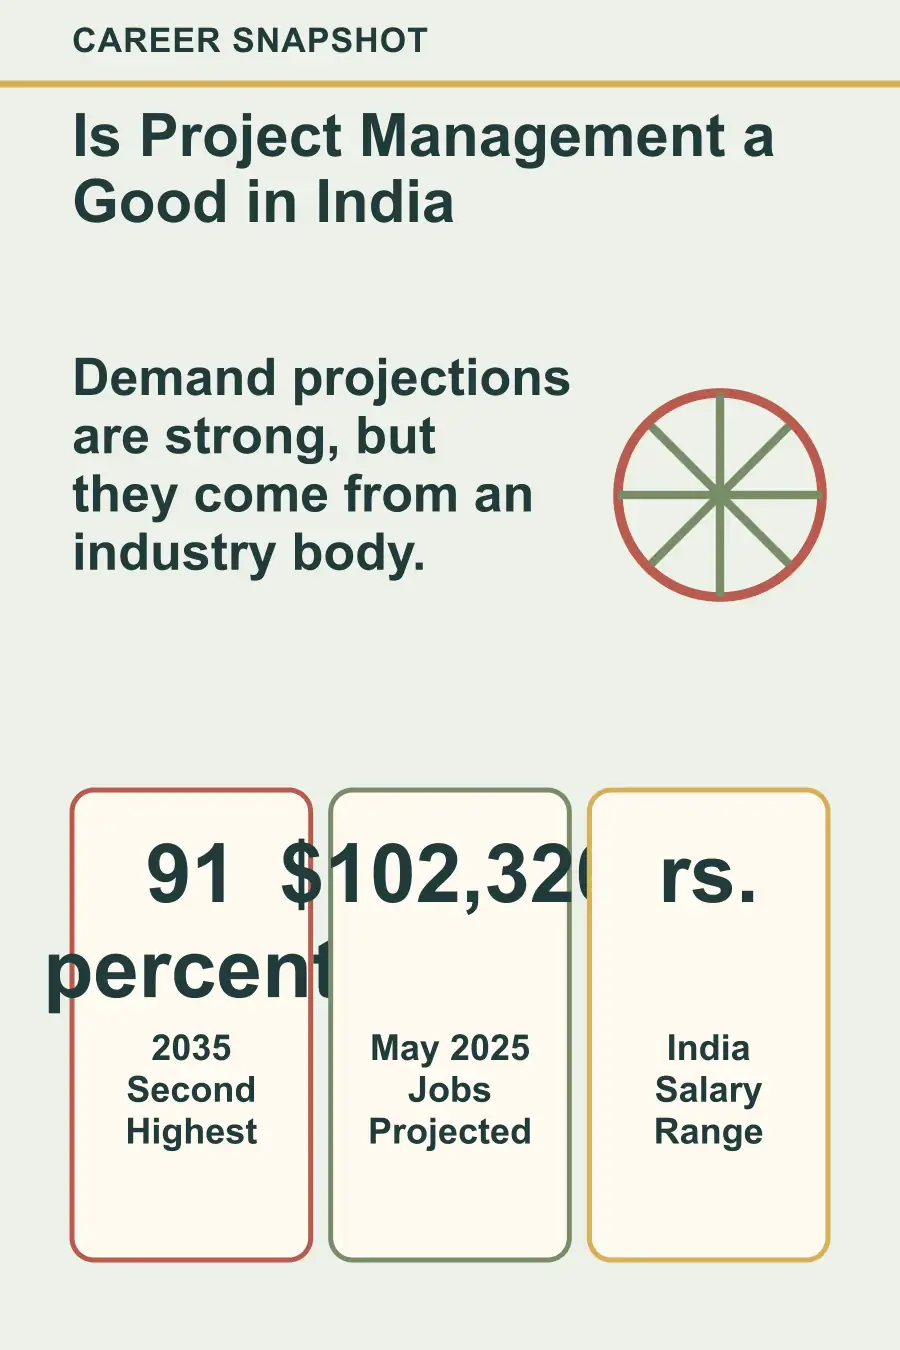 CAREER SNAPSHOT
Is Project Management a
Good in India
Demand projections
are strong, but
they come from an
industry body.
91
percent
2035
Second
Highest
$102,320
May 2025
Jobs
Projected
rs.
India
Salary
Range